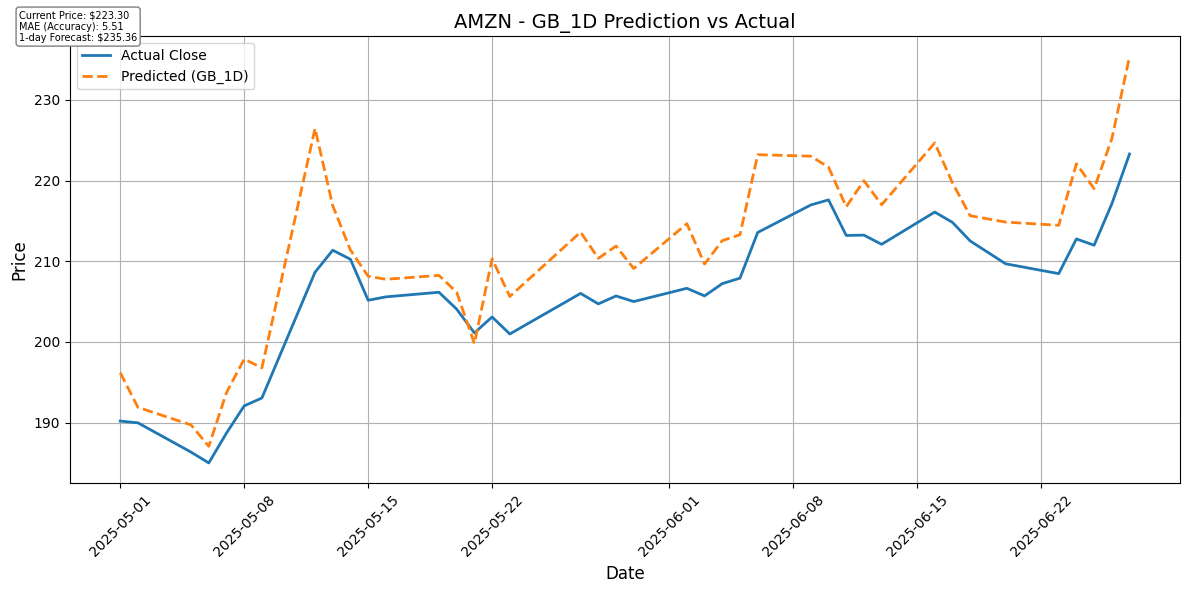 AMZN - GB_1D Prediction vs Actual
Current Price: $223.30
MAE (Accuracy): 5.51
1-day Forecast: $235.36
Actual Close
Predicted (GB_1D)
Price
230
220
210
200
190
2025-05-01
2025-05-08
2025-05-15
2025-05-22
2025-06-01
2025-06-08
2025-06-15
2025-06-22
Date